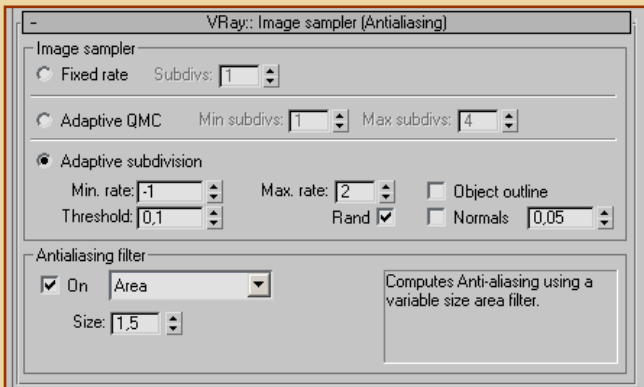 - VRay:: Image sampler (Antialiasing)
Image sampler
Fixed rate Subdivs: 1
Adaptive QMC Min subdivs: 1 Max subdivs: 4
Adaptive subdivision
Min. rate: -1 Max. rate: 2 Object outline
Threshold: 0,1 Rand Normals 0,05
Antialiasing filter
On Area
Size: 1,5
Computes Anti-aliasing using a
variable size area filter.